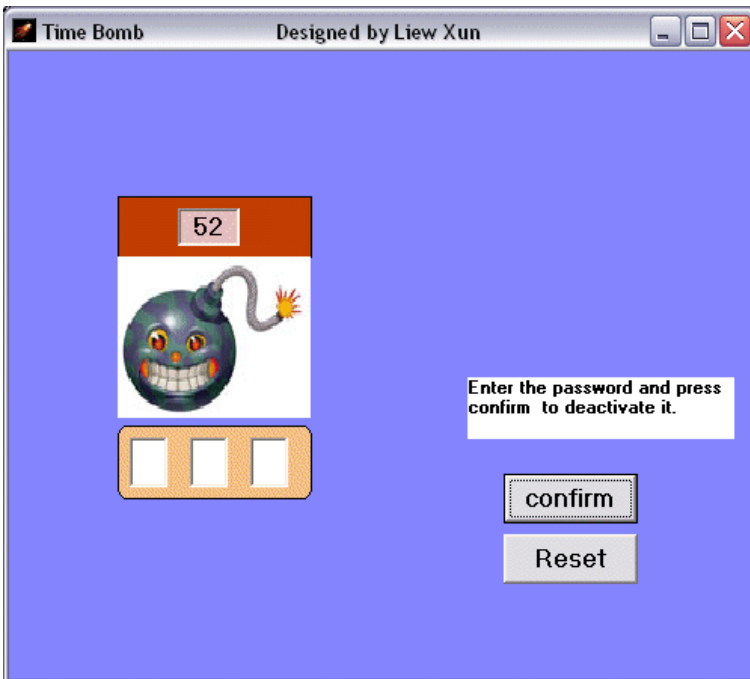 Time Bomb Designed by Liew Xun
52
Enter the password and press
confirm to deactivate it.
confirm
Reset